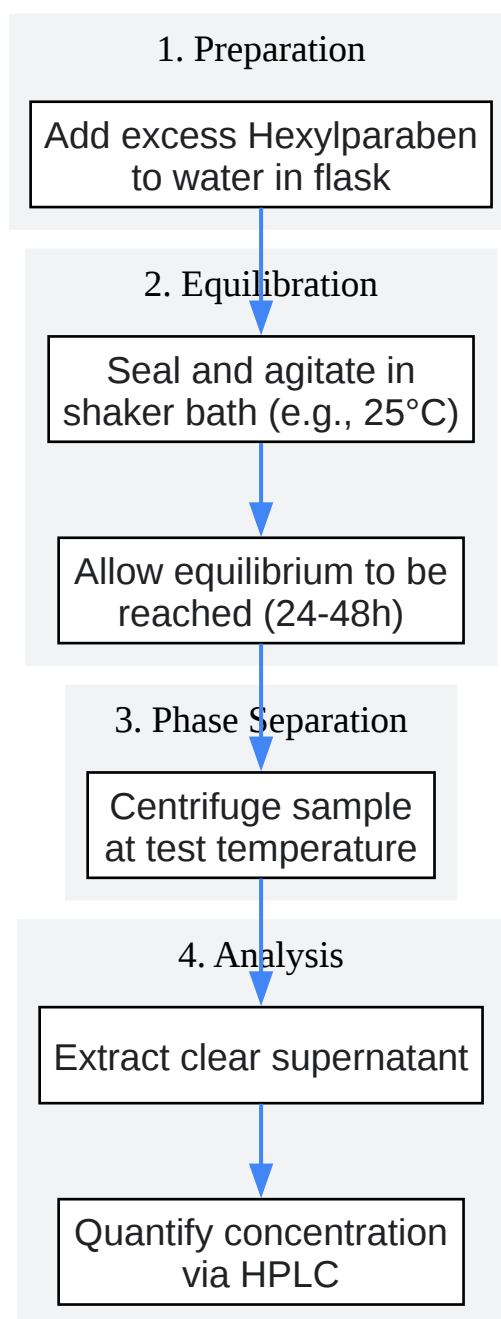 1. Preparation
Add excess Hexylparaben
to water in flask
2. Equilibration
Seal and agitate in
shaker bath (e.g., 25°C)
Allow equilibrium to be
reached (24-48h)
3. Phase Separation
Centrifuge sample
at test temperature
4. Analysis
Extract clear supernatant
Quantify concentration
via HPLC